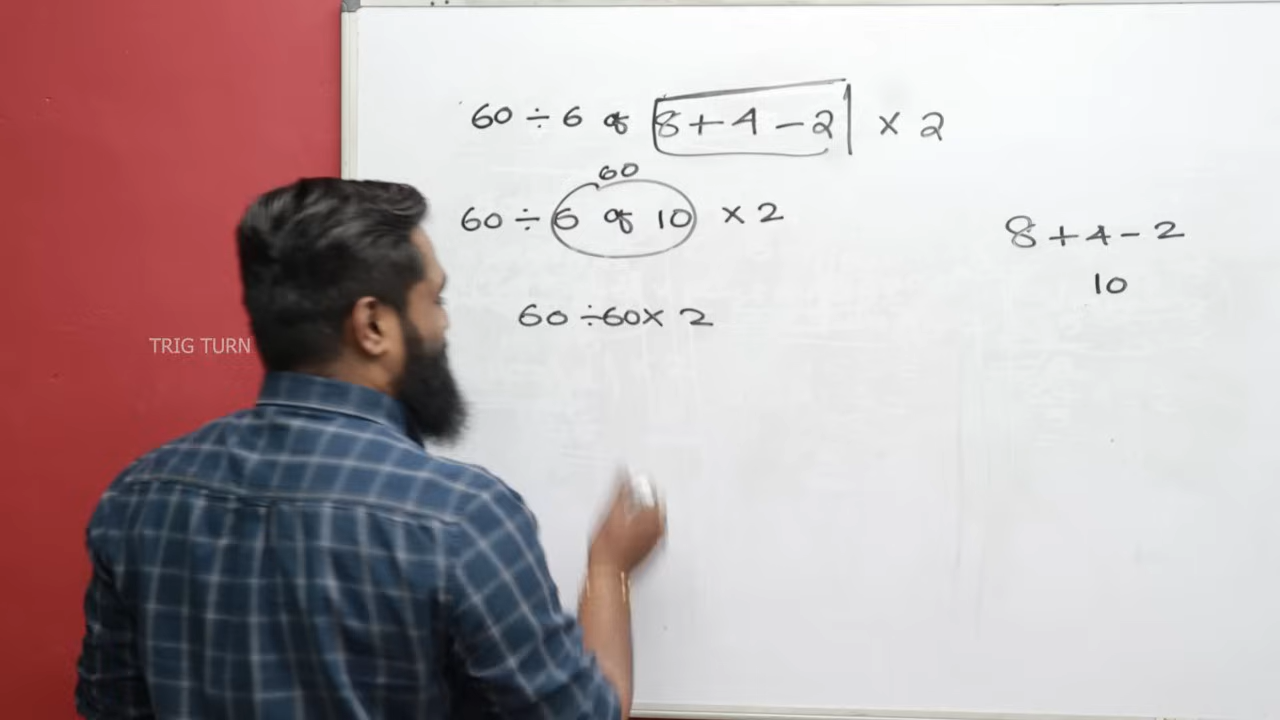 60 ÷ 6 of 8 + 4 - 2 × 2
60
60 ÷ 6 of 10 × 2
8 + 4 - 2
10
60 ÷ 60 × 2
TRIG TURN